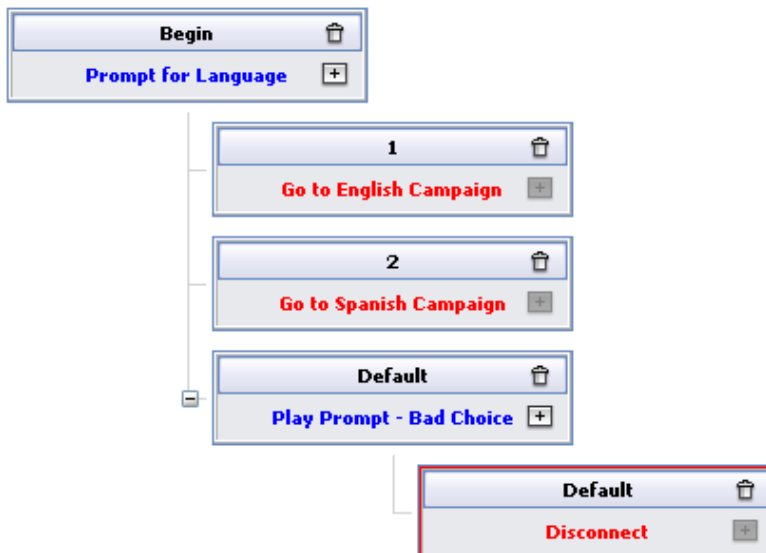 Begin
Prompt for Language
1
Go to English Campaign
2
Go to Spanish Campaign
Default
Play Prompt - Bad Choice
Default
Disconnect